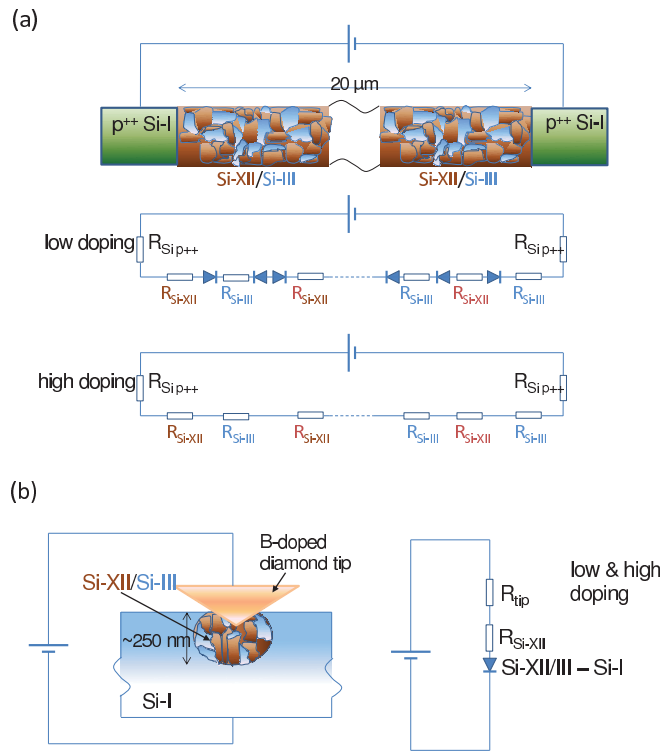 (a)
20 µm
p++ Si-I
p++ Si-I
Si-XII/Si-III
Si-XII/Si-III
low doping
RSi p++
RSi p++
RSi-XII
RSi-III
RSi-XII
RSi-III
RSi-XII
RSi-III
high doping
RSi p++
RSi p++
RSi-XII
RSi-III
RSi-XII
RSi-III
RSi-XII
RSi-III
(b)
B-doped
diamond tip
Si-XII/Si-III
~250 nm
Si-I
low & high
doping
Rtip
RSi-XII
Si-XII/III – Si-I